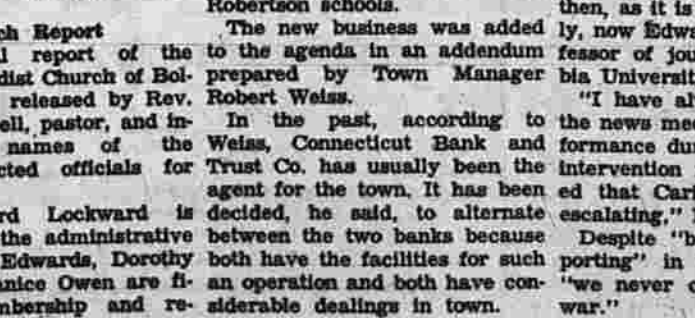 ch Report
l report of the
dist Church of Bol-
released by Rev.
ell, pastor, and in-
names of the
cted officials for
rd Lockward is
the administrative
Edwards, Dorothy
anice Owen are fi-
mbership and re-
Robertson schools.
The new business was added
to the agenda in an addendum
prepared by Town Manager
Robert Weiss.
In the past, according to
Weiss, Connecticut Bank and
Trust Co. has usually been the
agent for the town. It has been
decided, he said, to alternate
between the two banks because
both have the facilities for such
an operation and both have con-
siderable dealings in town.
then, as it is
ly, now Edwa
fessor of jou
bia Universi
"I have al
the news me
formance du
intervention
ed that Can
escalating."
Despite "b
porting" in
"we never c
war."